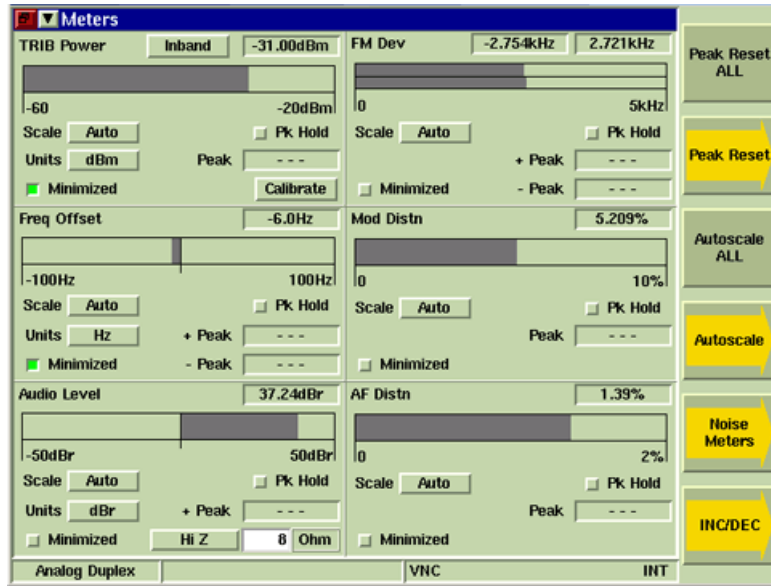 Meters
TRIB Power Inband -31.00dBm
-60 -20dBm
Scale Auto Pk Hold
Units dBm Peak - - -
Minimized Calibrate
FM Dev -2.754kHz 2.721kHz
0 5kHz
Scale Auto Pk Hold
+ Peak - - -
Minimized - Peak - - -
Freq Offset -6.0Hz
-100Hz 100Hz
Scale Auto Pk Hold
Units Hz + Peak - - -
Minimized - Peak - - -
Mod Distn 5.209%
0 10%
Scale Auto Pk Hold
Peak - - -
Minimized
Audio Level 37.24dBr
-50dBr 50dBr
Scale Auto Pk Hold
Units dBr + Peak - - -
Minimized Hi Z 8 Ohm
AF Distn 1.39%
0 2%
Scale Auto Pk Hold
Peak - - -
Minimized
Analog Duplex VNC INT
Peak Reset
ALL
Peak Reset
Autoscale
ALL
Autoscale
Noise
Meters
INC/DEC